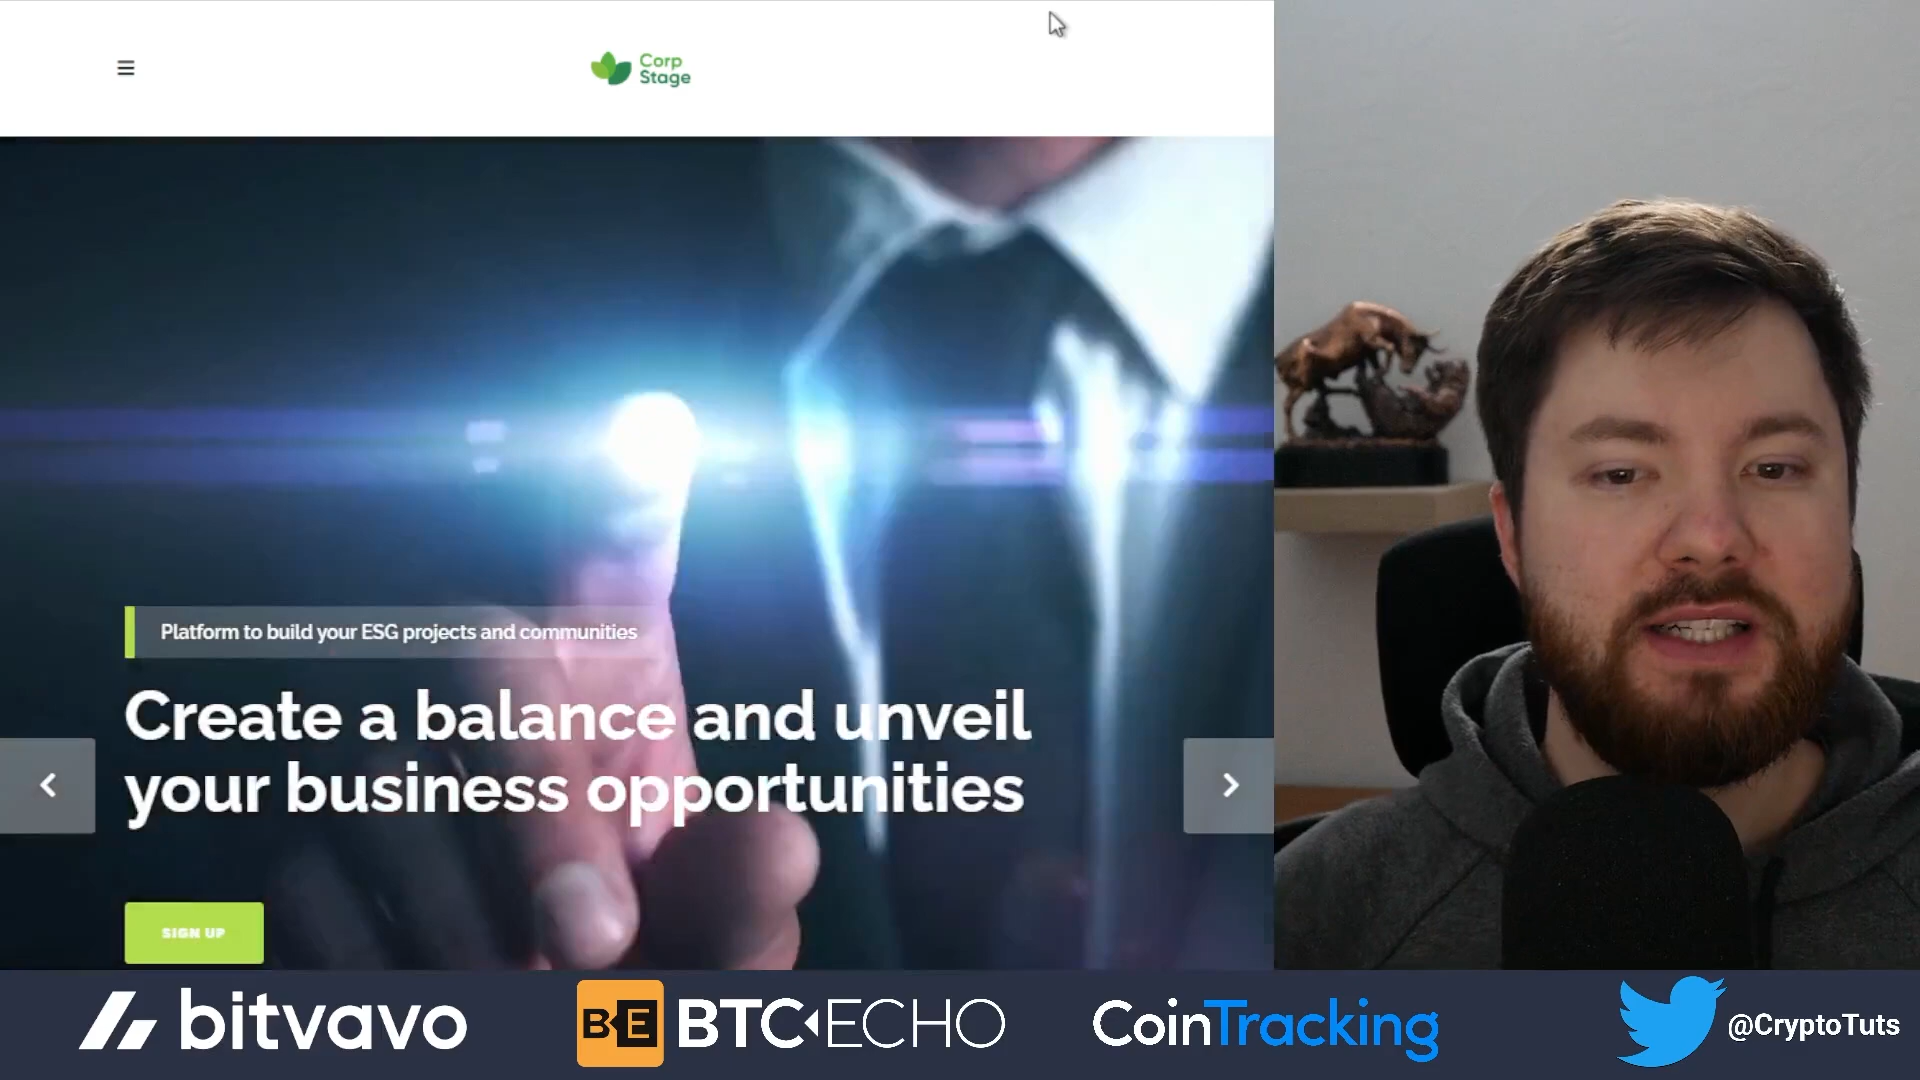 Corp
Stage
Platform to build your ESG projects and communities
Create a balance and unveil
your business opportunities
SIGN UP
bitvavo
BE BTC ECHO
CoinTracking
@CryptoTuts